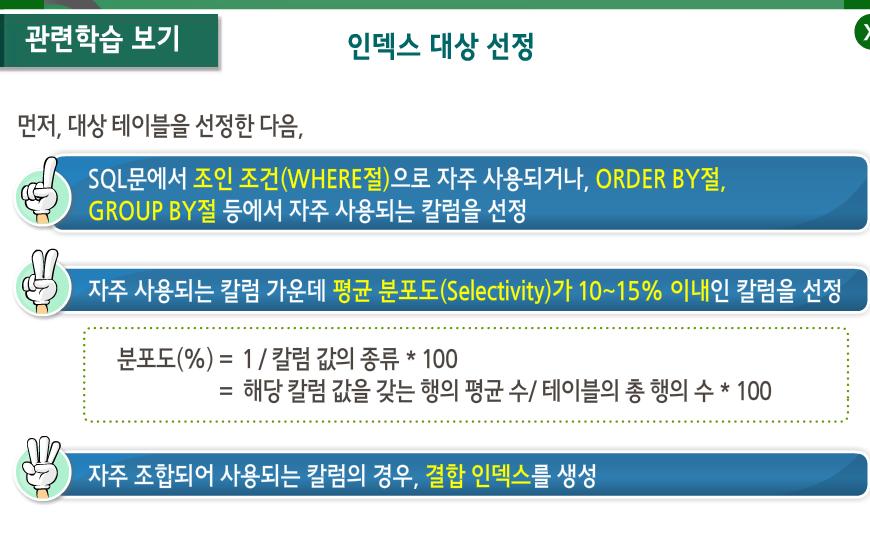 관련학습 보기
인덱스 대상 선정
먼저, 대상 테이블을 선정한 다음,
SQL문에서 조인 조건(WHERE절)으로 자주 사용되거나, ORDER BY절,
GROUP BY절 등에서 자주 사용되는 칼럼을 선정
자주 사용되는 칼럼 가운데 평균 분포도(Selectivity)가 10~15% 이내인 칼럼을 선정
분포도(%) = 1 / 칼럼 값의 종류 * 100
= 해당 칼럼 값을 갖는 행의 평균 수/ 테이블의 총 행의 수 * 100
자주 조합되어 사용되는 칼럼의 경우, 결합 인덱스를 생성